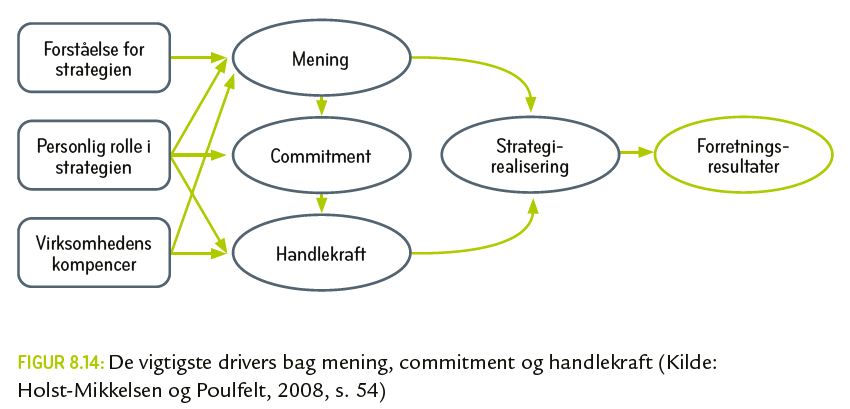 Forståelse for
strategien
Mening
Personlig rolle i
strategien
Commitment
Strategi-
realisering
Forretnings-
resultater
Virksomhedens
kompencer
Handlekraft
FIGUR 8.14: De vigtigste drivers bag mening, commitment og handlekraft (Kilde:
Holst-Mikkelsen og Poulfelt, 2008, s. 54)